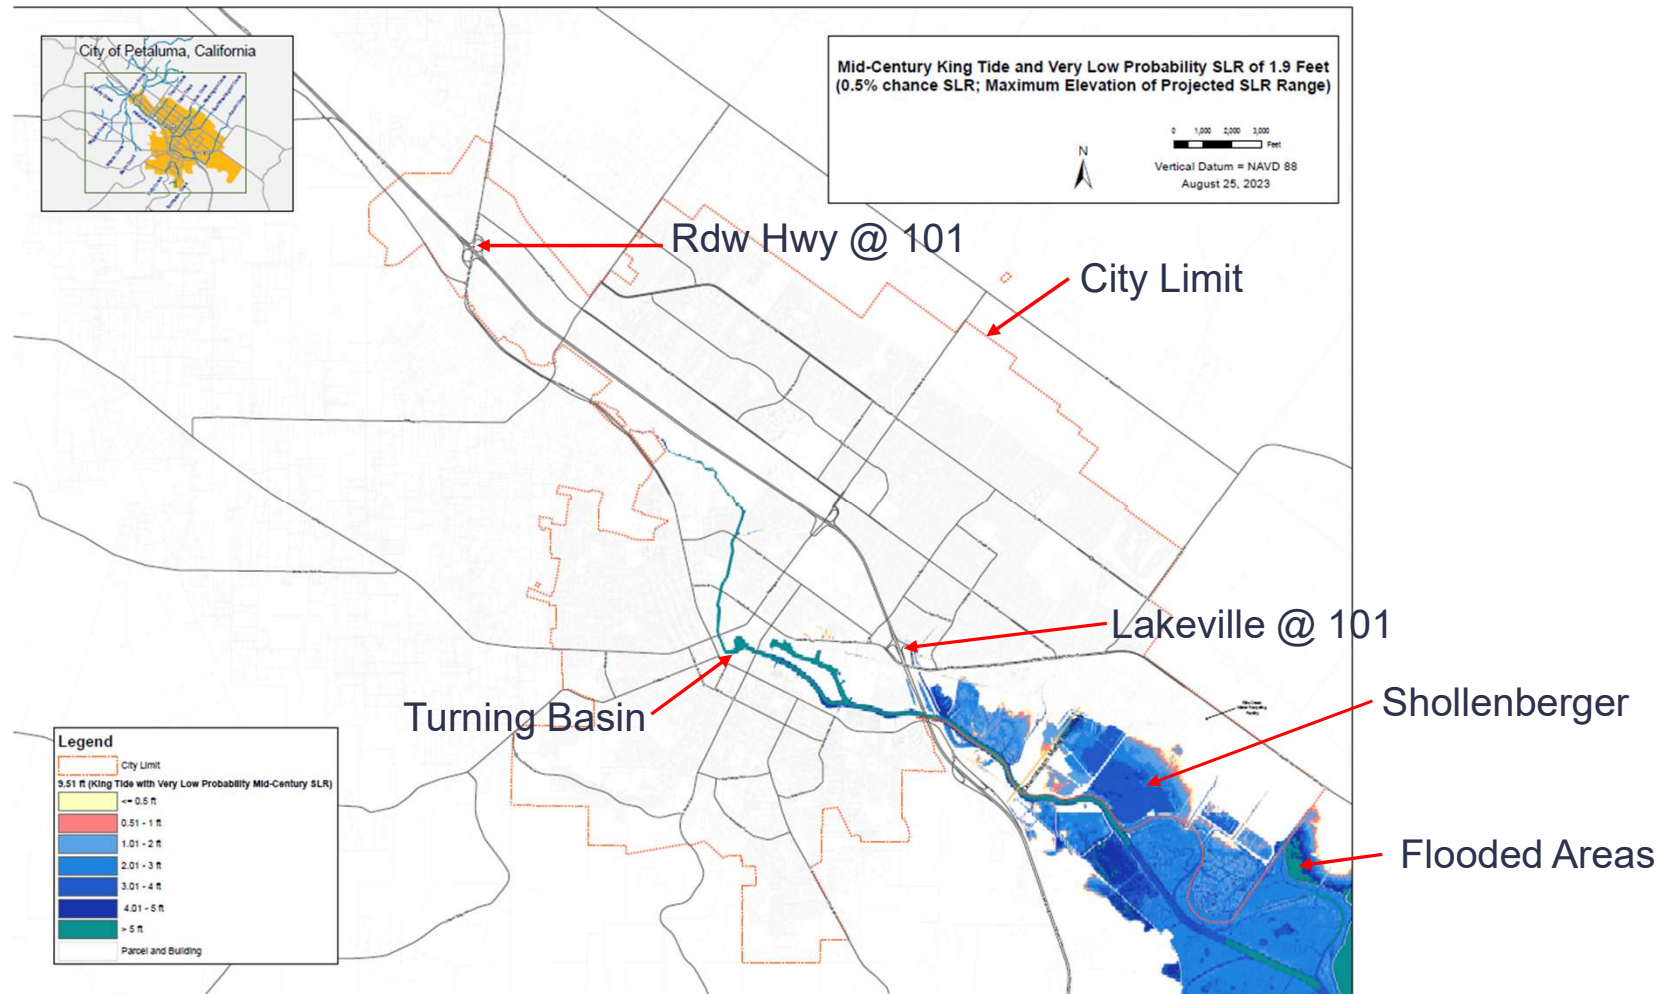 City of Petaluma, California
Mid-Century King Tide and Very Low Probability SLR of 1.9 Feet
(0.5% chance SLR; Maximum Elevation of Projected SLR Range)
0 1,000 2,000 3,000
Feet
N
Vertical Datum = NAVD 88
August 25, 2023
Rdw Hwy @ 101
City Limit
Lakeville @ 101
Turning Basin
Shollenberger
Flooded Areas
Legend
City Limit
9.51 ft (King Tide with Very Low Probability Mid-Century SLR)
<= 0.5 ft
0.51 - 1 ft
1.01 - 2 ft
2.01 - 3 ft
3.01 - 4 ft
4.01 - 5 ft
> 5 ft
Parcel and Building